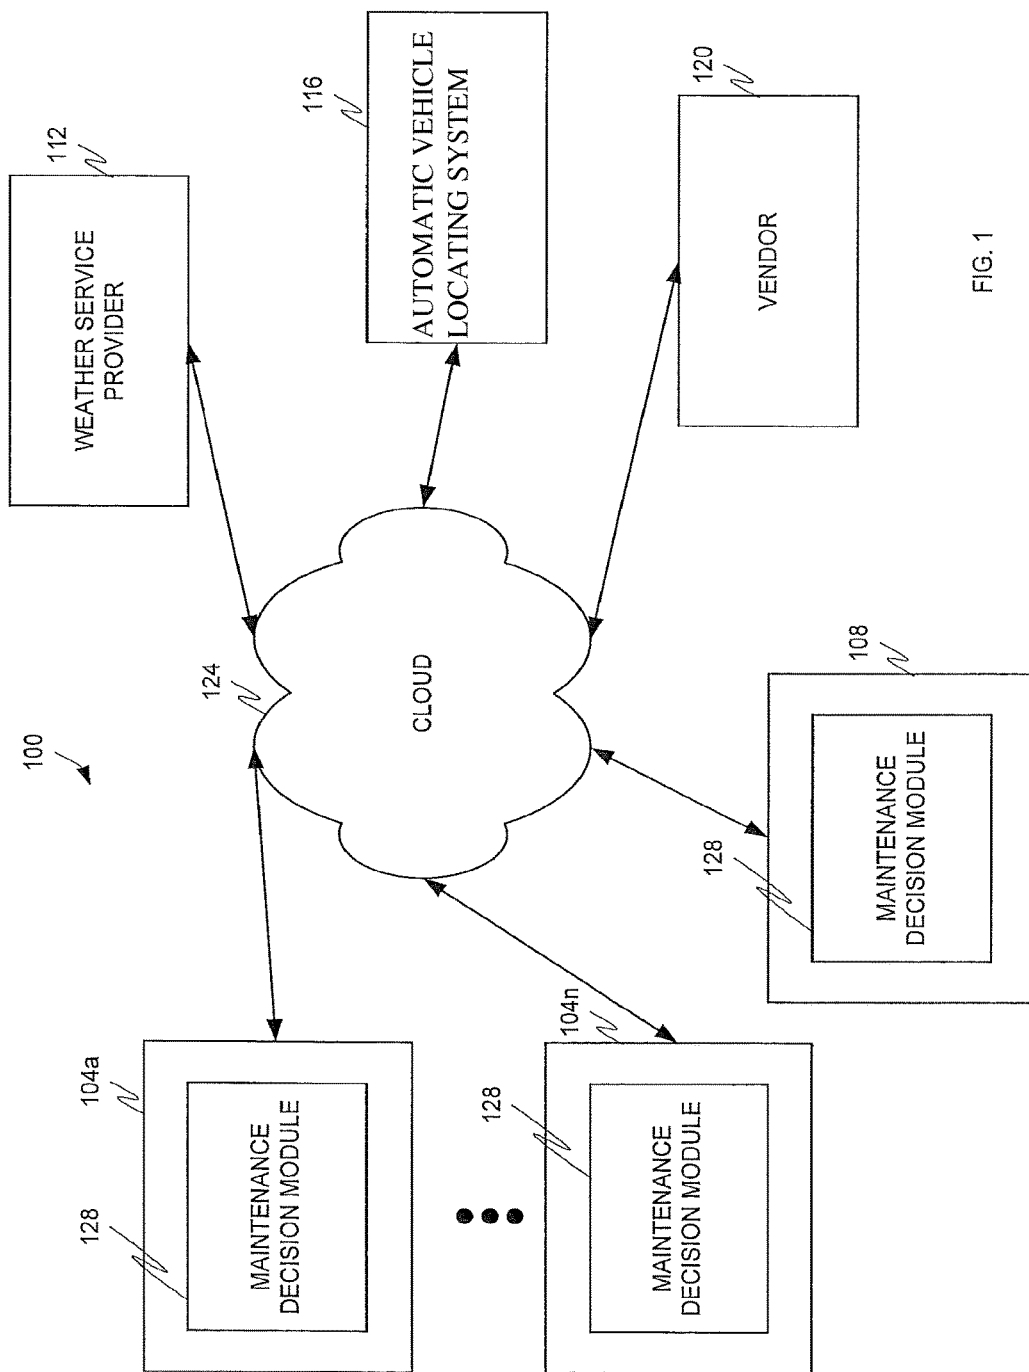 100
104a
128
MAINTENANCE
DECISION MODULE
128
104n
MAINTENANCE
DECISION MODULE
124
CLOUD
128
108
MAINTENANCE
DECISION MODULE
112
WEATHER SERVICE
PROVIDER
116
AUTOMATIC VEHICLE
LOCATING SYSTEM
120
VENDOR
FIG. 1